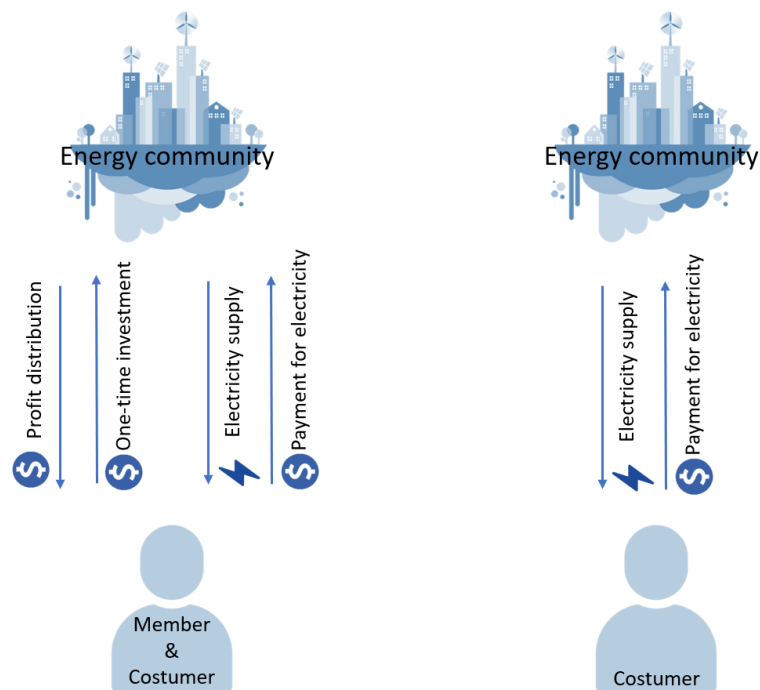 Energy community
Profit distribution
One-time investment
Electricity supply
Payment for electricity
Member
&
Costumer
Energy community
Electricity supply
Payment for electricity
Costumer